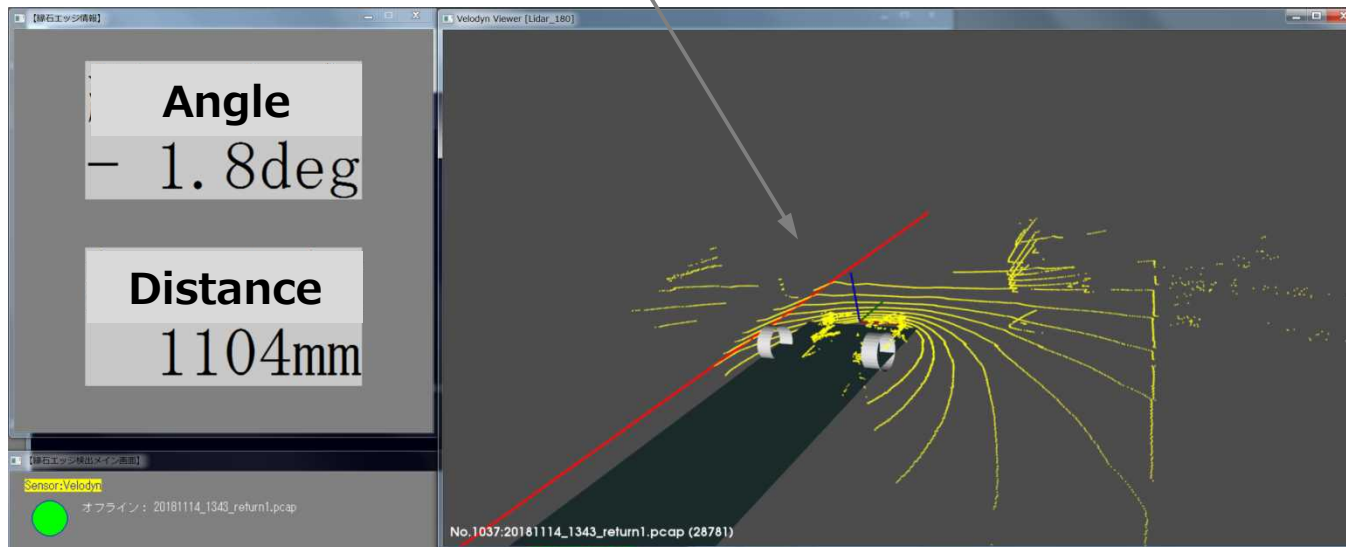 【縁石エッジ情報】
Angle
- 1.8deg
Distance
1104mm
【縁石エッジ検出メイン画面】
Sensor:Velodyn
オフライン： 20181114_1343_return1.pcap
Velodyn Viewer [Lidar_180]
No.1037:20181114_1343_return1.pcap (28781)